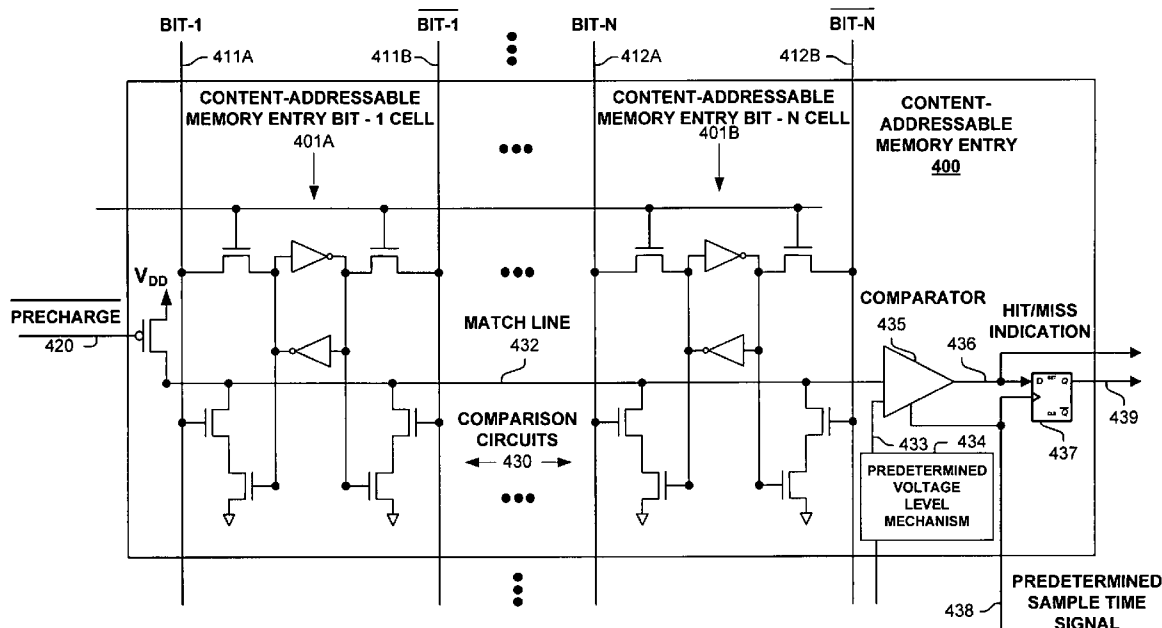 BIT-1
BIT-1
BIT-N
BIT-N
411A
411B
412A
412B
CONTENT-ADDRESSABLE
MEMORY ENTRY BIT - 1 CELL
401A
CONTENT-ADDRESSABLE
MEMORY ENTRY BIT - N CELL
401B
CONTENT-
ADDRESSABLE
MEMORY ENTRY
400
VDD
PRECHARGE
420
MATCH LINE
432
COMPARATOR
435
HIT/MISS
INDICATION
436
D SET Q
CLR Q
439
437
COMPARISON
CIRCUITS
430
433
434
PREDETERMINED
VOLTAGE
LEVEL
MECHANISM
438
PREDETERMINED
SAMPLE TIME
SIGNAL